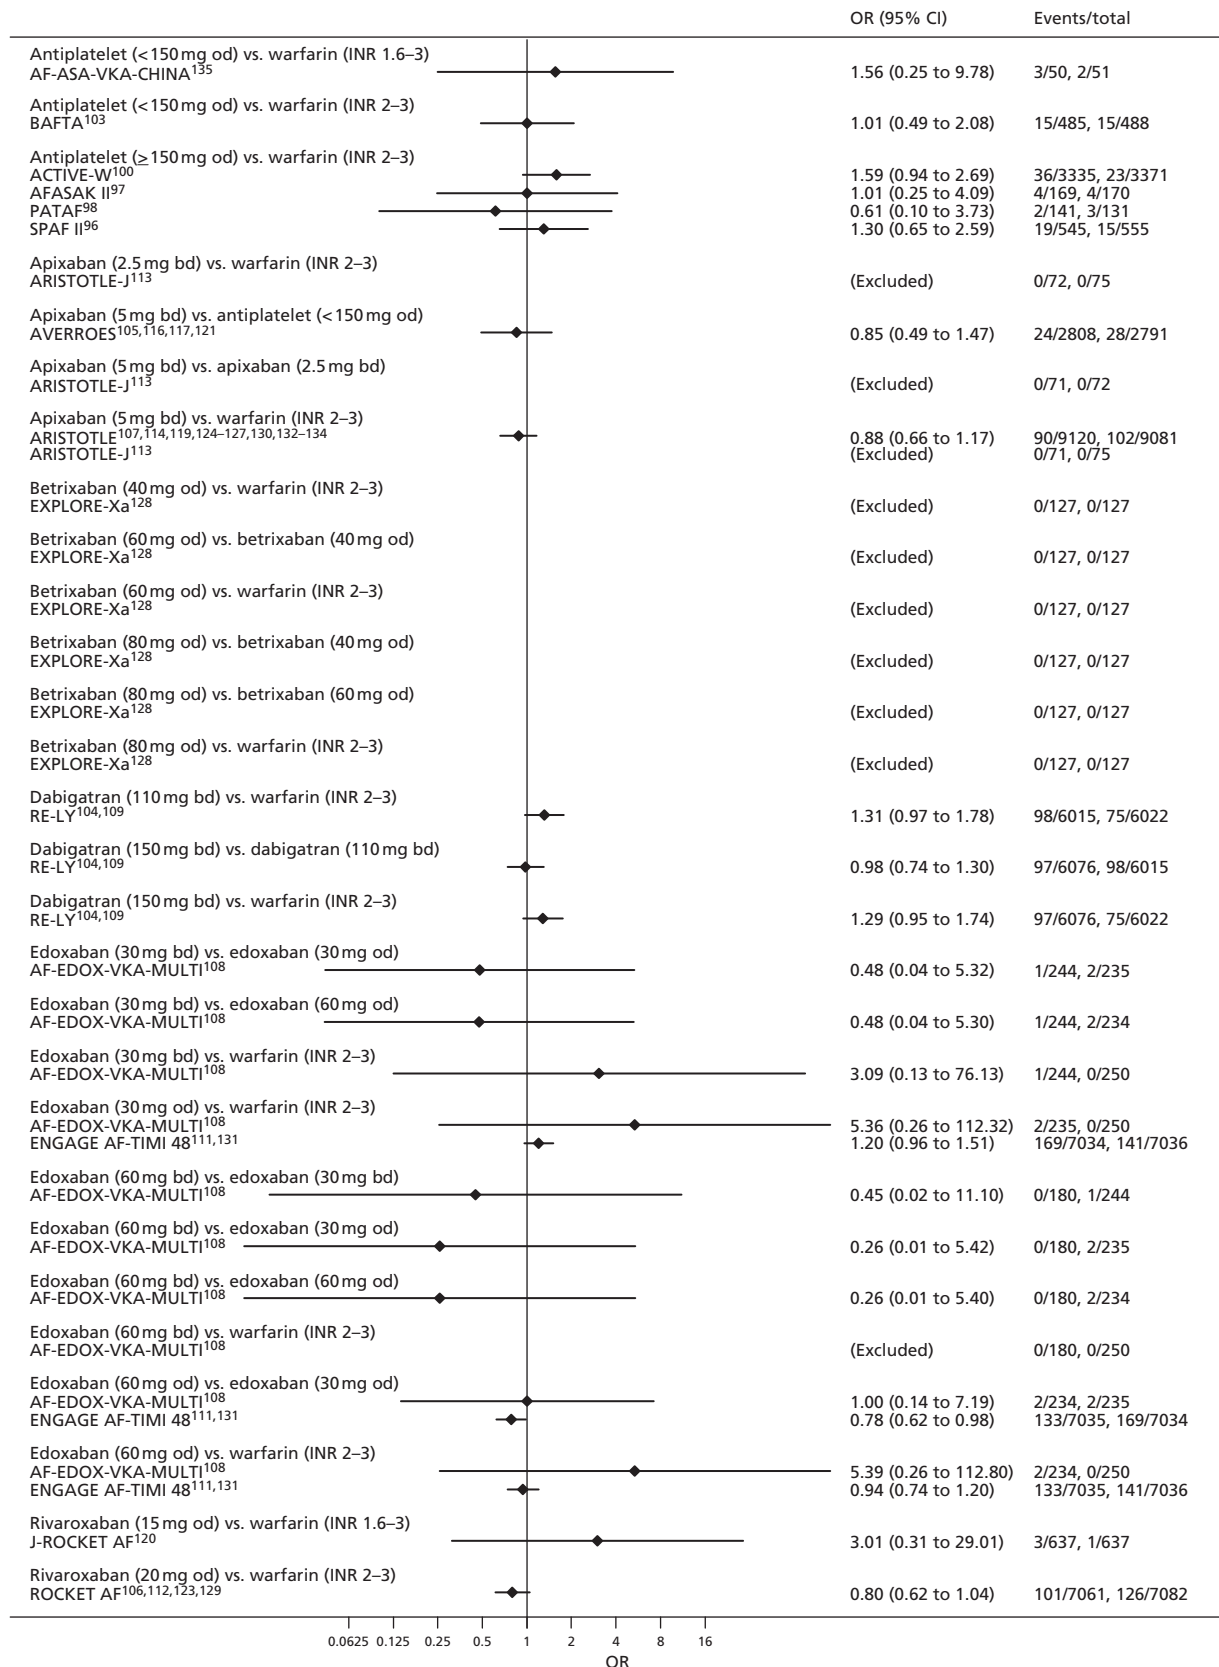 OR (95% CI) Events/total
Antiplatelet (<150 mg od) vs. warfarin (INR 1.6–3)
AF-ASA-VKA-CHINA135 1.56 (0.25 to 9.78) 3/50, 2/51
Antiplatelet (<150 mg od) vs. warfarin (INR 2–3)
BAFTA103 1.01 (0.49 to 2.08) 15/485, 15/488
Antiplatelet (≥150 mg od) vs. warfarin (INR 2–3)
ACTIVE-W100 1.59 (0.94 to 2.69) 36/3335, 23/3371
AFASAK II97 1.01 (0.25 to 4.09) 4/169, 4/170
PATAF98 0.61 (0.10 to 3.73) 2/141, 3/131
SPAF II96 1.30 (0.65 to 2.59) 19/545, 15/555
Apixaban (2.5 mg bd) vs. warfarin (INR 2–3)
ARISTOTLE-J113 (Excluded) 0/72, 0/75
Apixaban (5 mg bd) vs. antiplatelet (<150 mg od)
AVERROES105,116,117,121 0.85 (0.49 to 1.47) 24/2808, 28/2791
Apixaban (5 mg bd) vs. apixaban (2.5 mg bd)
ARISTOTLE-J113 (Excluded) 0/71, 0/72
Apixaban (5 mg bd) vs. warfarin (INR 2–3)
ARISTOTLE107,114,119,124–127,130,132–134 0.88 (0.66 to 1.17) 90/9120, 102/9081
ARISTOTLE-J113 (Excluded) 0/71, 0/75
Betrixaban (40 mg od) vs. warfarin (INR 2–3)
EXPLORE-Xa128 (Excluded) 0/127, 0/127
Betrixaban (60 mg od) vs. betrixaban (40 mg od)
EXPLORE-Xa128 (Excluded) 0/127, 0/127
Betrixaban (60 mg od) vs. warfarin (INR 2–3)
EXPLORE-Xa128 (Excluded) 0/127, 0/127
Betrixaban (80 mg od) vs. betrixaban (40 mg od)
EXPLORE-Xa128 (Excluded) 0/127, 0/127
Betrixaban (80 mg od) vs. betrixaban (60 mg od)
EXPLORE-Xa128 (Excluded) 0/127, 0/127
Betrixaban (80 mg od) vs. warfarin (INR 2–3)
EXPLORE-Xa128 (Excluded) 0/127, 0/127
Dabigatran (110 mg bd) vs. warfarin (INR 2–3)
RE-LY104,109 1.31 (0.97 to 1.78) 98/6015, 75/6022
Dabigatran (150 mg bd) vs. dabigatran (110 mg bd)
RE-LY104,109 0.98 (0.74 to 1.30) 97/6076, 98/6015
Dabigatran (150 mg bd) vs. warfarin (INR 2–3)
RE-LY104,109 1.29 (0.95 to 1.74) 97/6076, 75/6022
Edoxaban (30 mg bd) vs. edoxaban (30 mg od)
AF-EDOX-VKA-MULTI108 0.48 (0.04 to 5.32) 1/244, 2/235
Edoxaban (30 mg bd) vs. edoxaban (60 mg od)
AF-EDOX-VKA-MULTI108 0.48 (0.04 to 5.30) 1/244, 2/234
Edoxaban (30 mg bd) vs. warfarin (INR 2–3)
AF-EDOX-VKA-MULTI108 3.09 (0.13 to 76.13) 1/244, 0/250
Edoxaban (30 mg od) vs. warfarin (INR 2–3)
AF-EDOX-VKA-MULTI108 5.36 (0.26 to 112.32) 2/235, 0/250
ENGAGE AF-TIMI 48111,131 1.20 (0.96 to 1.51) 169/7034, 141/7036
Edoxaban (60 mg bd) vs. edoxaban (30 mg bd)
AF-EDOX-VKA-MULTI108 0.45 (0.02 to 11.10) 0/180, 1/244
Edoxaban (60 mg bd) vs. edoxaban (30 mg od)
AF-EDOX-VKA-MULTI108 0.26 (0.01 to 5.42) 0/180, 2/235
Edoxaban (60 mg bd) vs. edoxaban (60 mg od)
AF-EDOX-VKA-MULTI108 0.26 (0.01 to 5.40) 0/180, 2/234
Edoxaban (60 mg bd) vs. warfarin (INR 2–3)
AF-EDOX-VKA-MULTI108 (Excluded) 0/180, 0/250
Edoxaban (60 mg od) vs. edoxaban (30 mg od)
AF-EDOX-VKA-MULTI108 1.00 (0.14 to 7.19) 2/234, 2/235
ENGAGE AF-TIMI 48111,131 0.78 (0.62 to 0.98) 133/7035, 169/7034
Edoxaban (60 mg od) vs. warfarin (INR 2–3)
AF-EDOX-VKA-MULTI108 5.39 (0.26 to 112.80) 2/234, 0/250
ENGAGE AF-TIMI 48111,131 0.94 (0.74 to 1.20) 133/7035, 141/7036
Rivaroxaban (15 mg od) vs. warfarin (INR 1.6–3)
J-ROCKET AF120 3.01 (0.31 to 29.01) 3/637, 1/637
Rivaroxaban (20 mg od) vs. warfarin (INR 2–3)
ROCKET AF106,112,123,129 0.80 (0.62 to 1.04) 101/7061, 126/7082
0.0625 0.125 0.25 0.5 1 2 4 8 16
OR